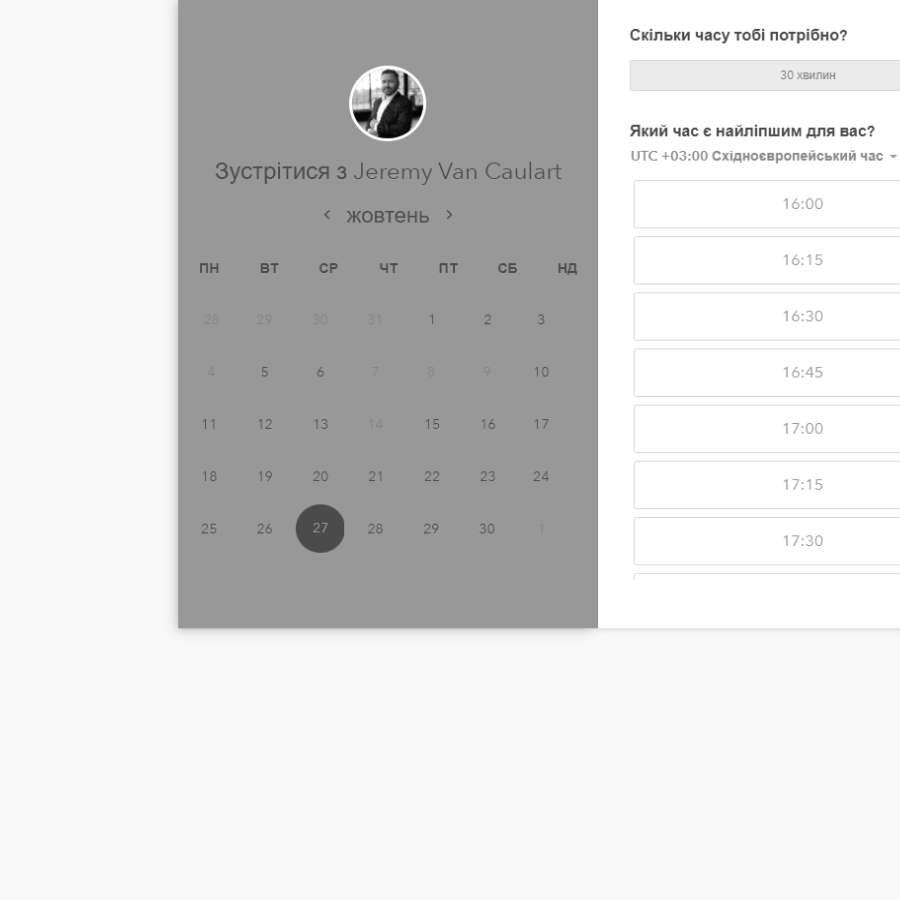 Зустрітися з Jeremy Van Caulart
жовтень
ПН ВТ СР ЧТ ПТ СБ НД
28 29 30 31 1 2 3
4 5 6 7 8 9 10
11 12 13 14 15 16 17
18 19 20 21 22 23 24
25 26 27 28 29 30 1
Скільки часу тобі потрібно?
30 хвилин
Який час є найліпшим для вас?
UTC +03:00 Східноєвропейський час
16:00
16:15
16:30
16:45
17:00
17:15
17:30